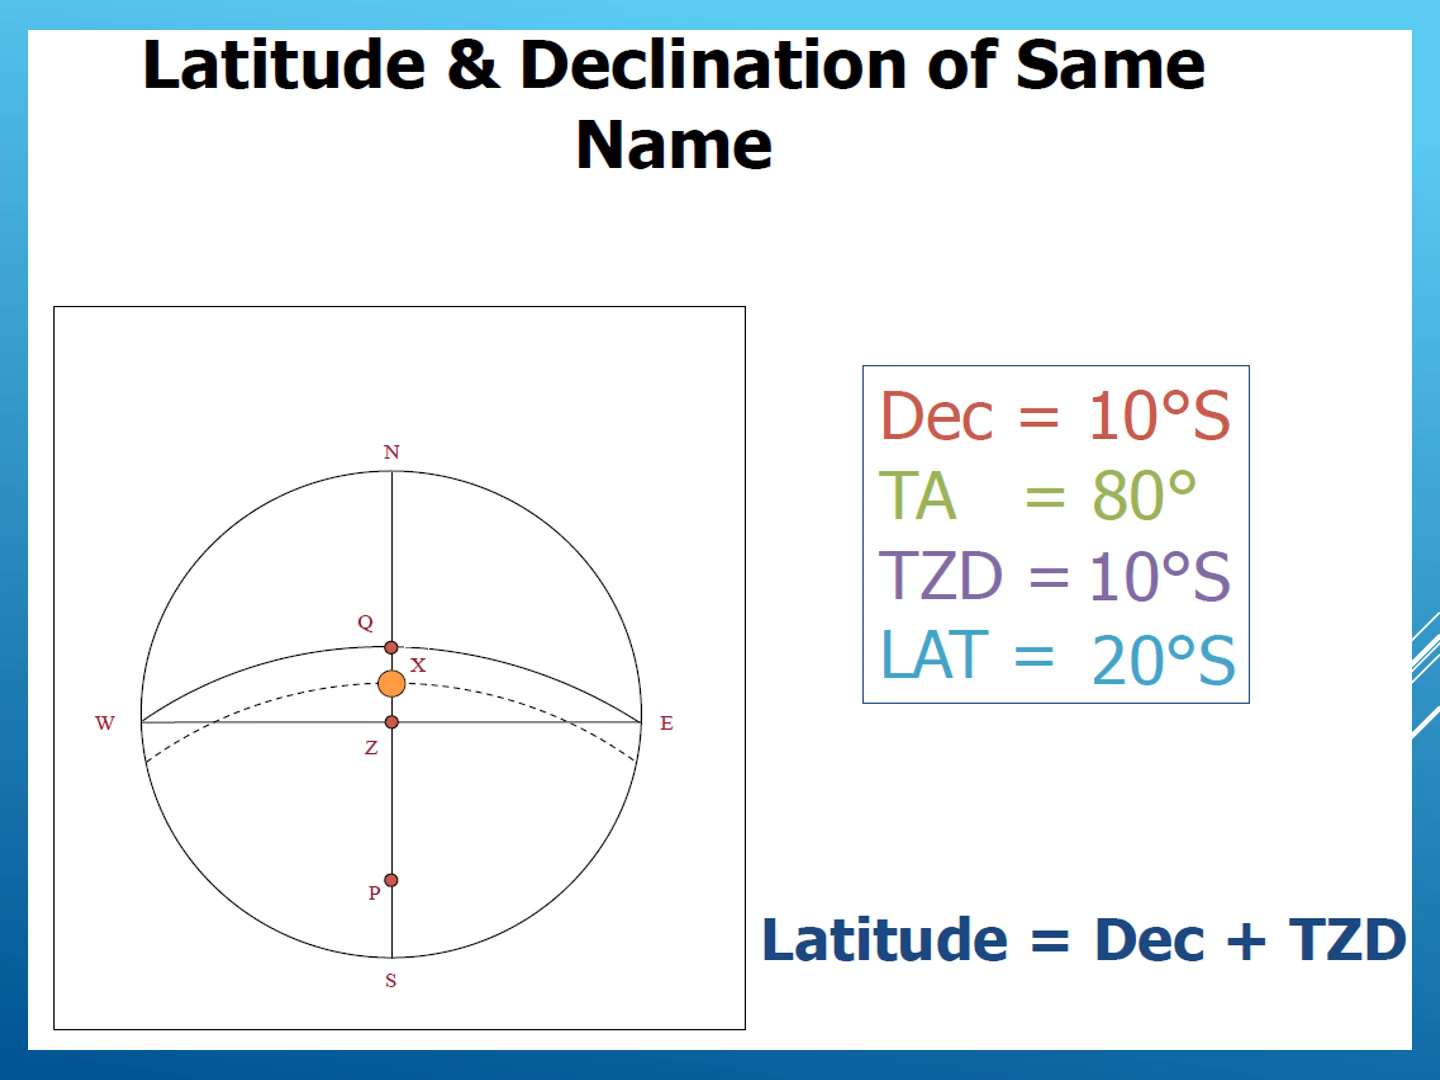 Latitude & Declination of Same
Name
N
Q
X
W
E
Z
P
S
Dec = 10°S
TA = 80°
TZD = 10°S
LAT = 20°S
Latitude = Dec + TZD